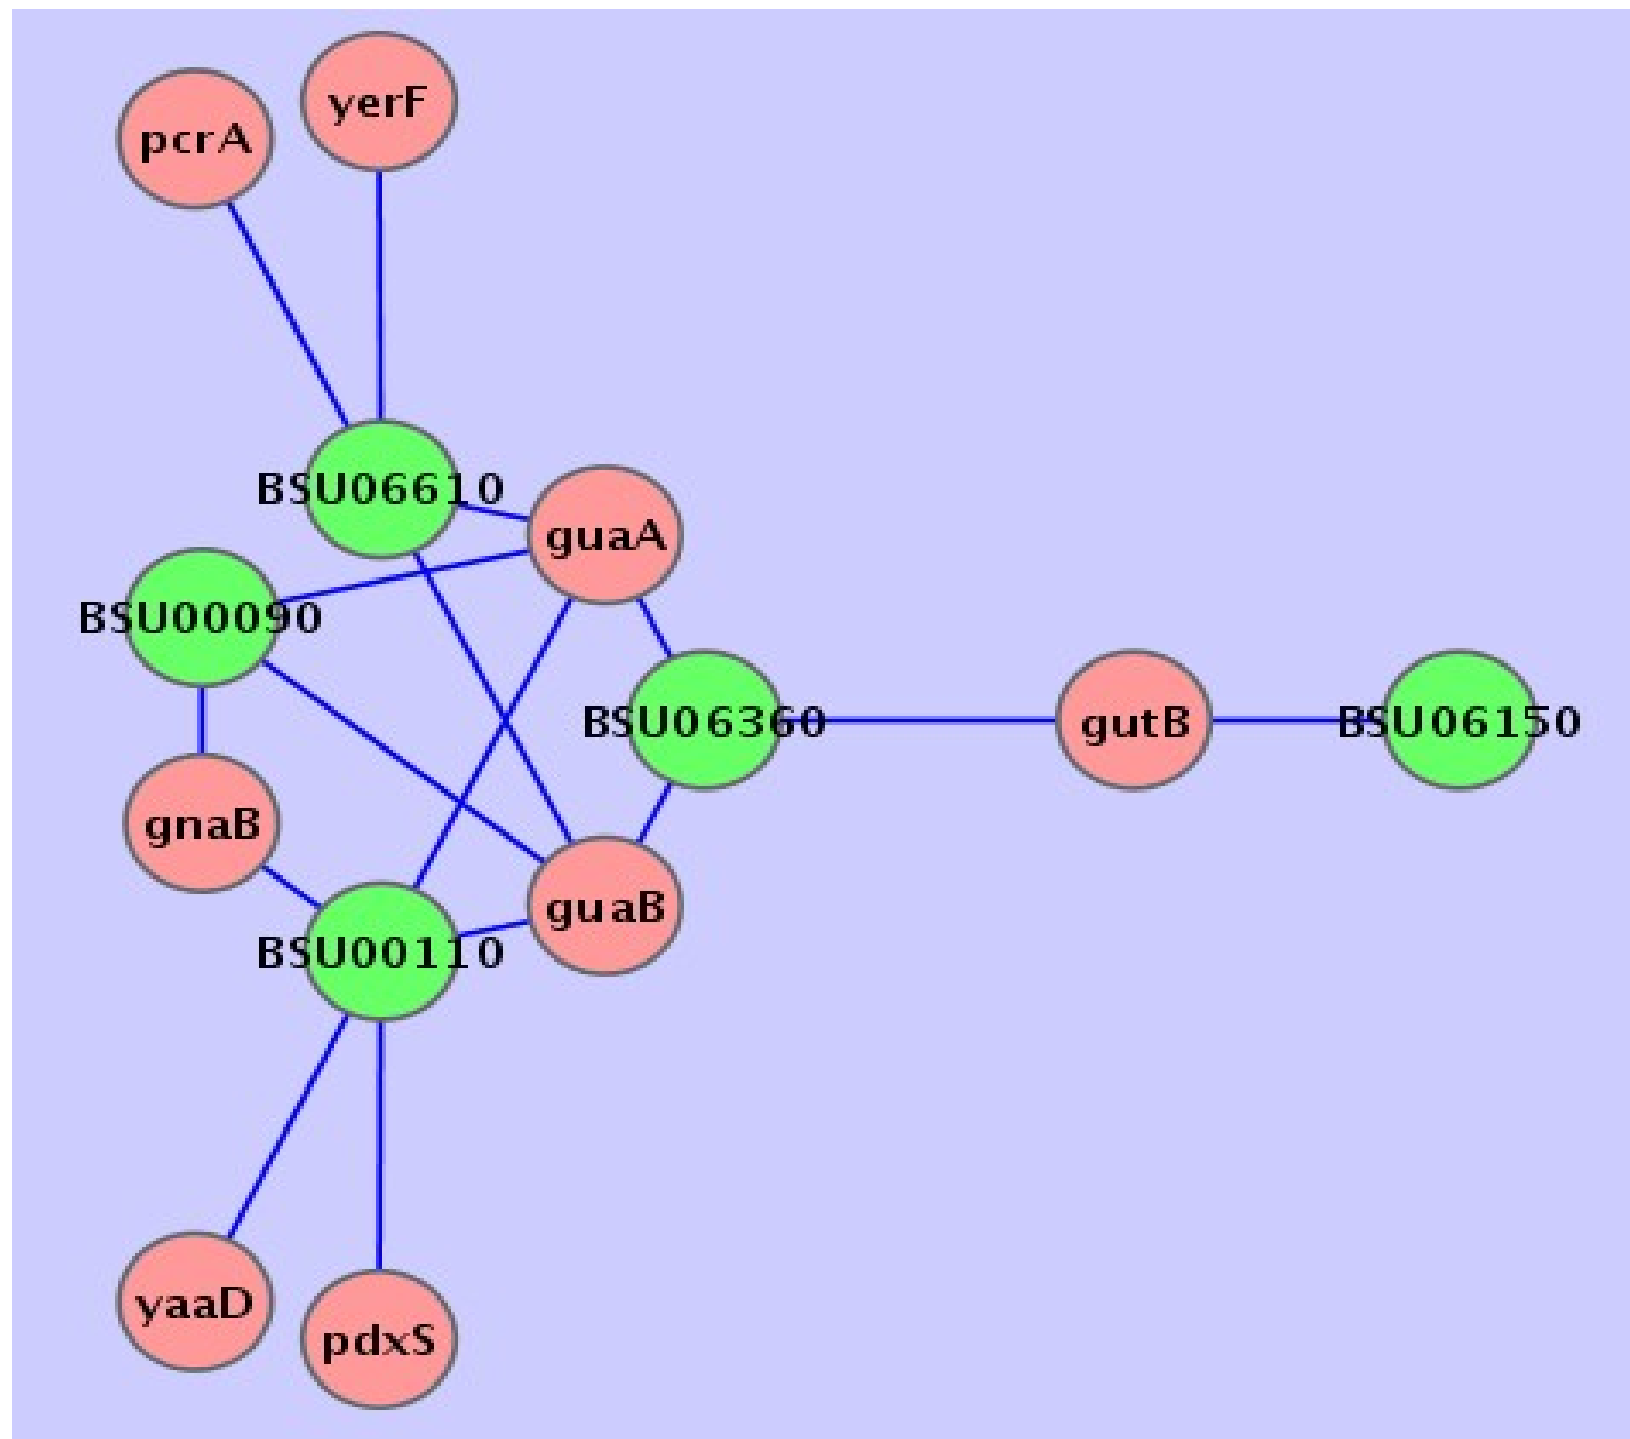 yerF
pcrA
BSU06610
guaA
BSU00090
BSU06360
gutB
BSU06150
gnaB
guaB
BSU00110
yaaD
pdxS